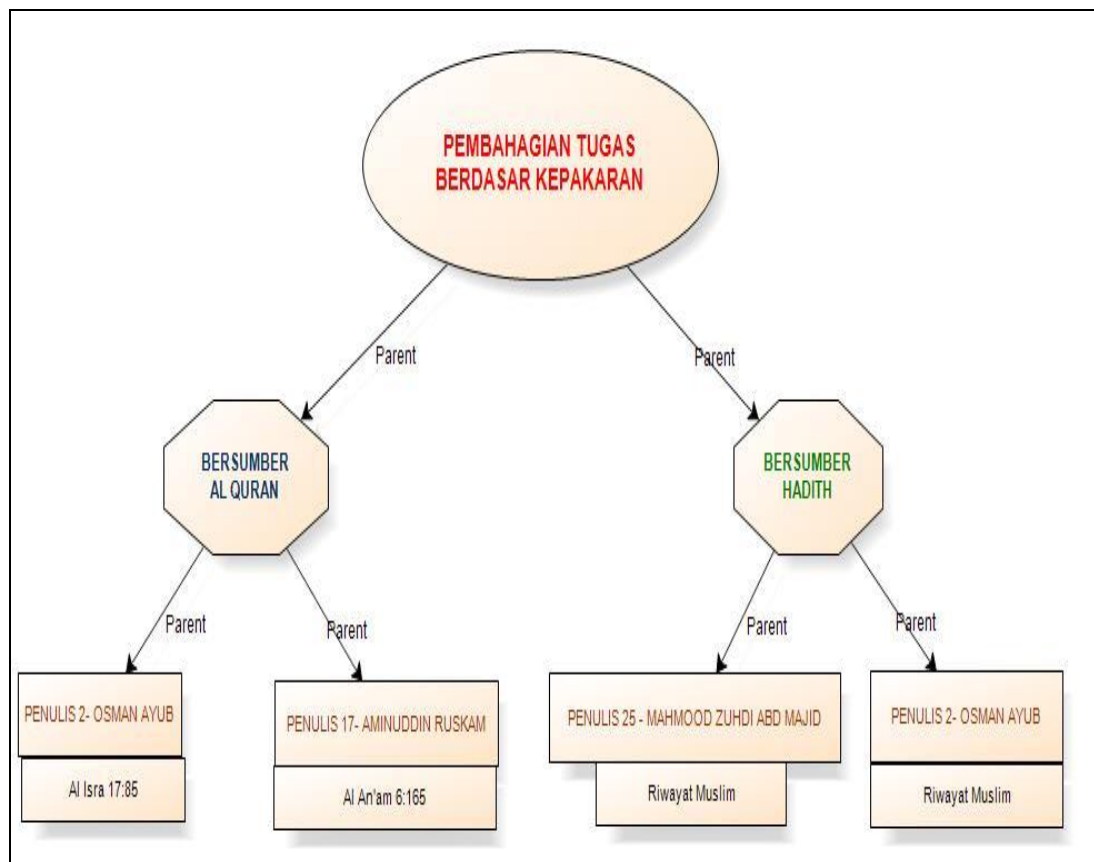 PEMBAHAGIAN TUGAS
BERDASAR KEPAKARAN
Parent
Parent
BERSUMBER
AL QURAN
BERSUMBER
HADITH
Parent
Parent
Parent
Parent
PENULIS 2- OSMAN AYUB
Al Isra 17:85
PENULIS 17- AMINUDDIN RUSKAM
Al An'am 6:165
PENULIS 25 - MAHMOOD ZUHDI ABD MAJID
Riwayat Muslim
PENULIS 2- OSMAN AYUB
Riwayat Muslim